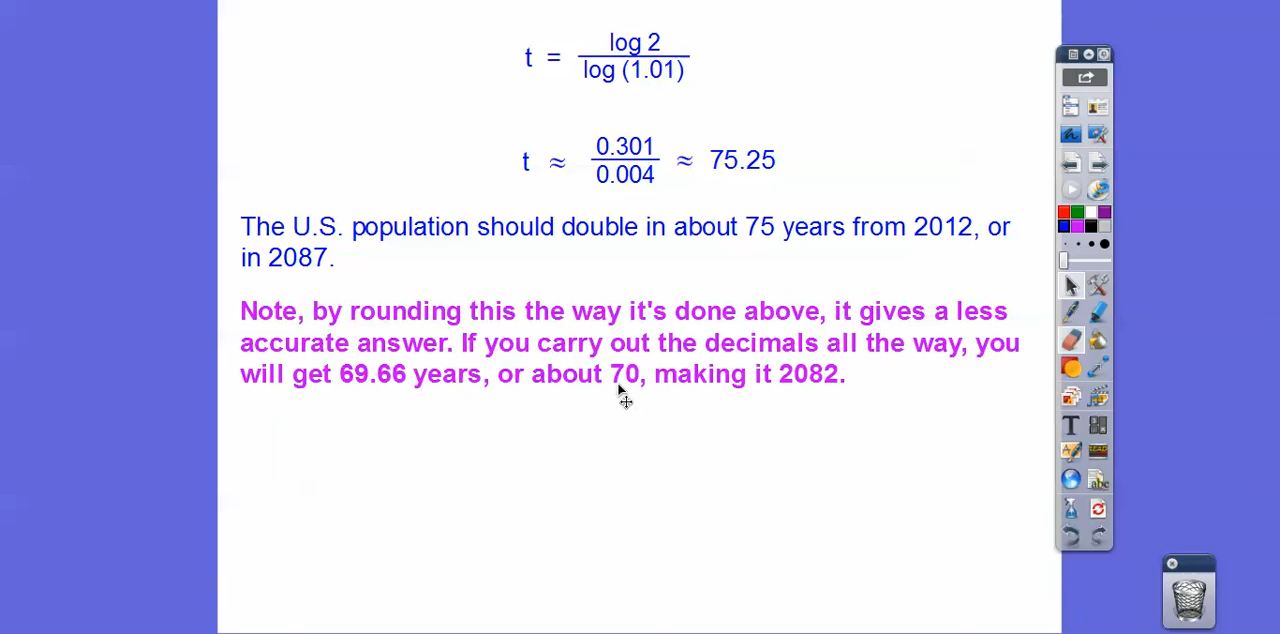 t = log 2
log (1.01)
t ≈ 0.301
0.004 ≈ 75.25
The U.S. population should double in about 75 years from 2012, or
in 2087.
Note, by rounding this the way it's done above, it gives a less
accurate answer. If you carry out the decimals all the way, you
will get 69.66 years, or about 70, making it 2082.